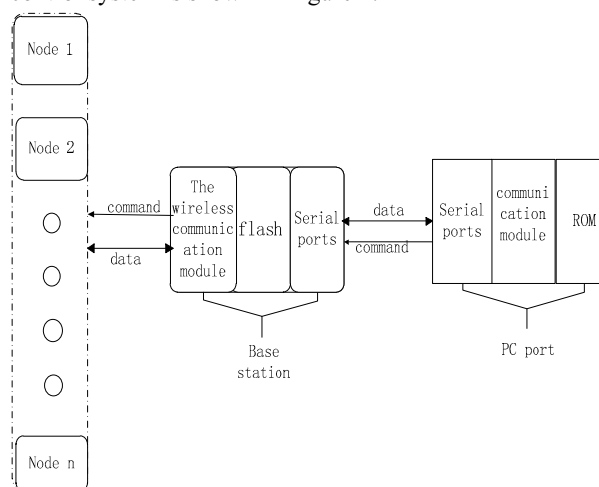 Node 1
Node 2
Node n
command
data
The
wireless
communic
ation
module
flash
Serial
ports
Base
station
data
command
Serial
ports
communi
cation
module
ROM
PC port